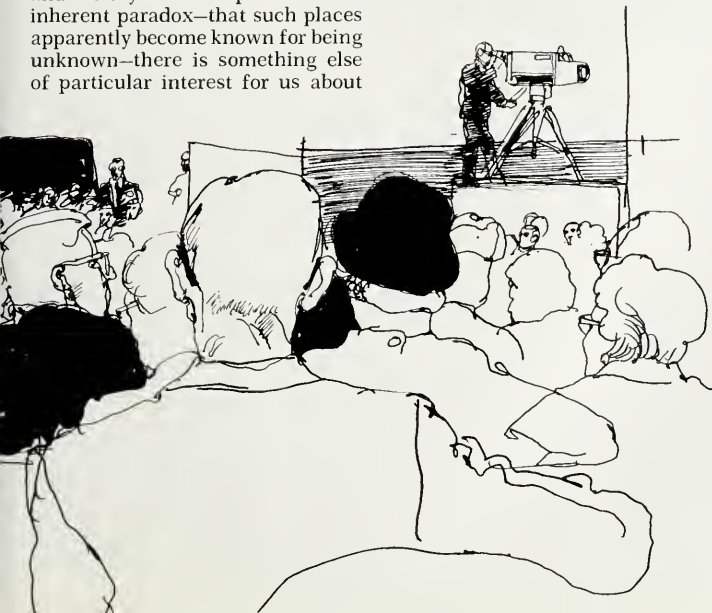 inherent paradox—that such places
apparently become known for being
unknown—there is something else
of particular interest for us about